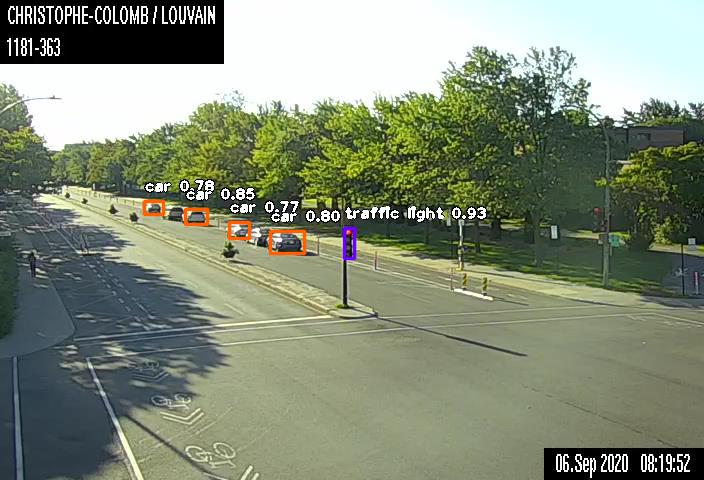 CHRISTOPHE-COLOMB / LOUVAIN
1181-363
car 0.78
car 0.85
car 0.77
car 0.80
traffic light 0.93
06.Sep 2020 08:19:52